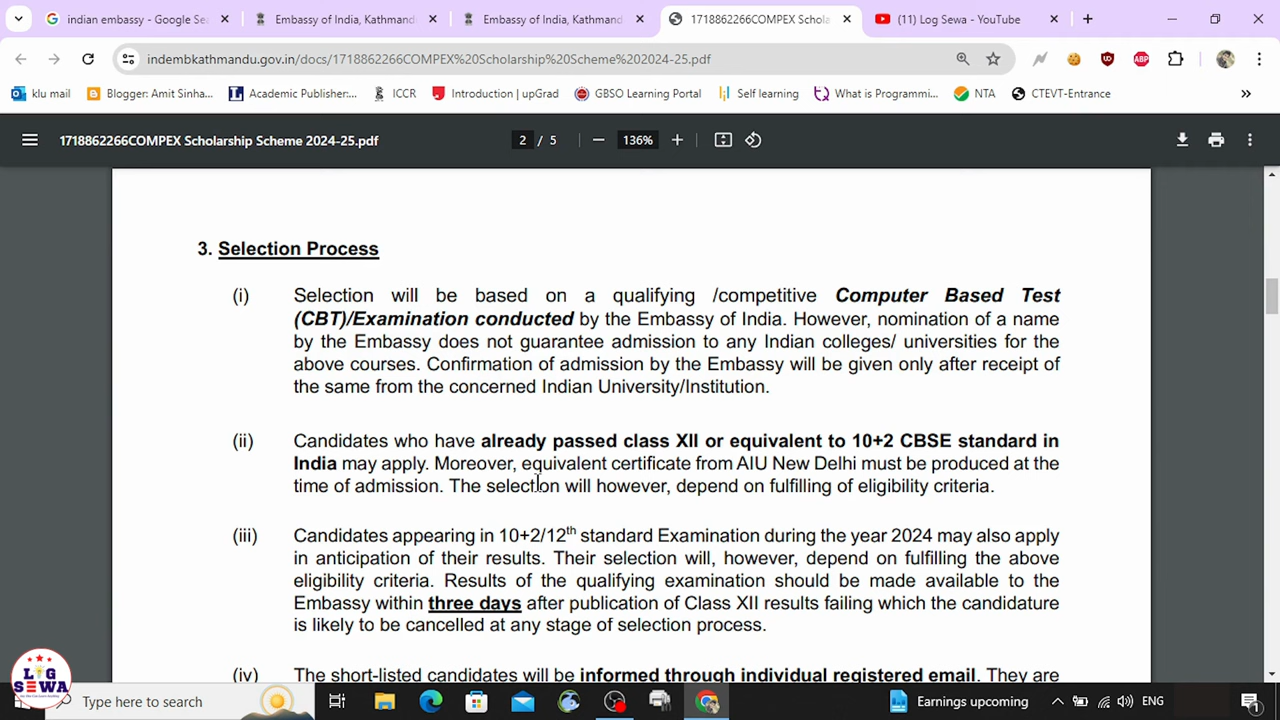 indian embassy - Google Se
Embassy of India, Kathmand
Embassy of India, Kathmand
1718862266COMPEX Schola
(11) Log Sewa - YouTube
indembkathmandu.gov.in/docs/1718862266COMPEX%20Scholarship%20Scheme%202024-25.pdf
klu mail
Blogger: Amit Sinha...
Academic Publisher:...
ICCR
Introduction | upGrad
GBSO Learning Portal
Self learning
What is Programmi...
NTA
CTEVT-Entrance
1718862266COMPEX Scholarship Scheme 2024-25.pdf
2 / 5
136%
3. Selection Process
(i) Selection will be based on a qualifying /competitive Computer Based Test
(CBT)/Examination conducted by the Embassy of India. However, nomination of a name
by the Embassy does not guarantee admission to any Indian colleges/ universities for the
above courses. Confirmation of admission by the Embassy will be given only after receipt of
the same from the concerned Indian University/Institution.
(ii) Candidates who have already passed class XII or equivalent to 10+2 CBSE standard in
India may apply. Moreover, equivalent certificate from AIU New Delhi must be produced at the
time of admission. The selection will however, depend on fulfilling of eligibility criteria.
(iii) Candidates appearing in 10+2/12th standard Examination during the year 2024 may also apply
in anticipation of their results. Their selection will, however, depend on fulfilling the above
eligibility criteria. Results of the qualifying examination should be made available to the
Embassy within three days after publication of Class XII results failing which the candidature
is likely to be cancelled at any stage of selection process.
(iv) The short-listed candidates will be informed through individual registered email. They are
LOG
SEWA
Type here to search
Earnings upcoming
ENG